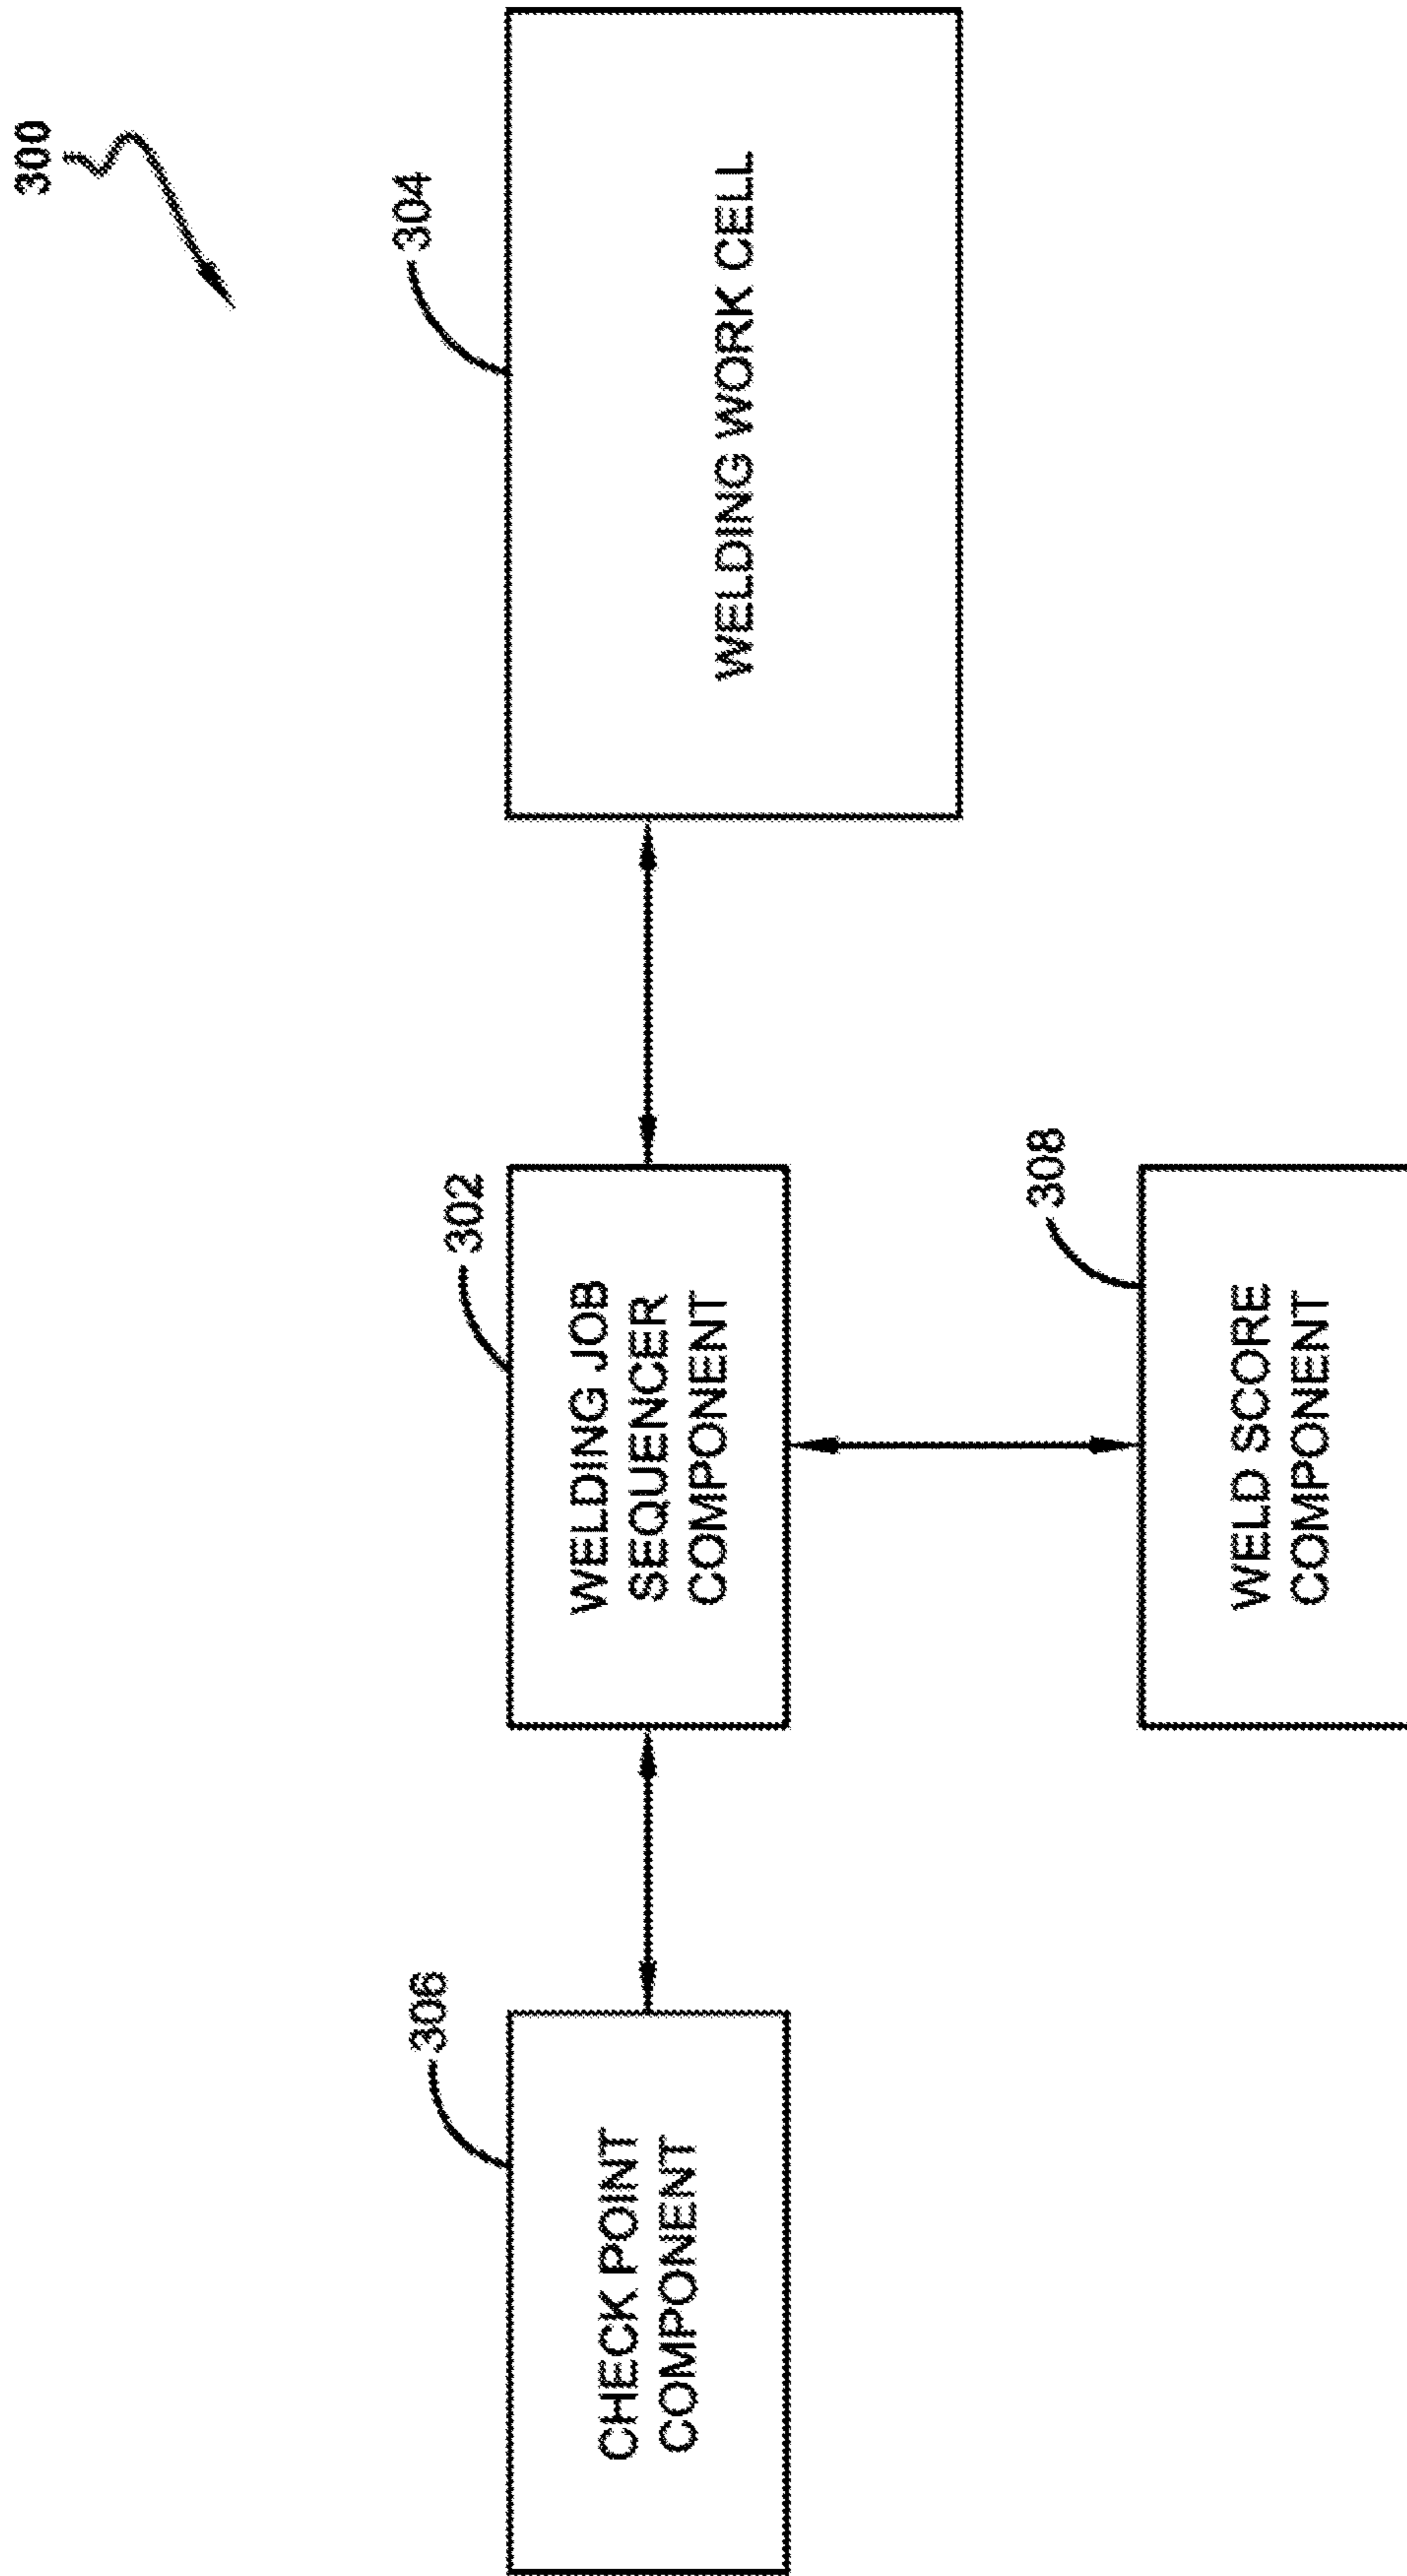 300
306
CHECK POINT
COMPONENT
302
WELDING JOB
SEQUENCER
COMPONENT
304
WELDING WORK CELL
308
WELD SCORE
COMPONENT